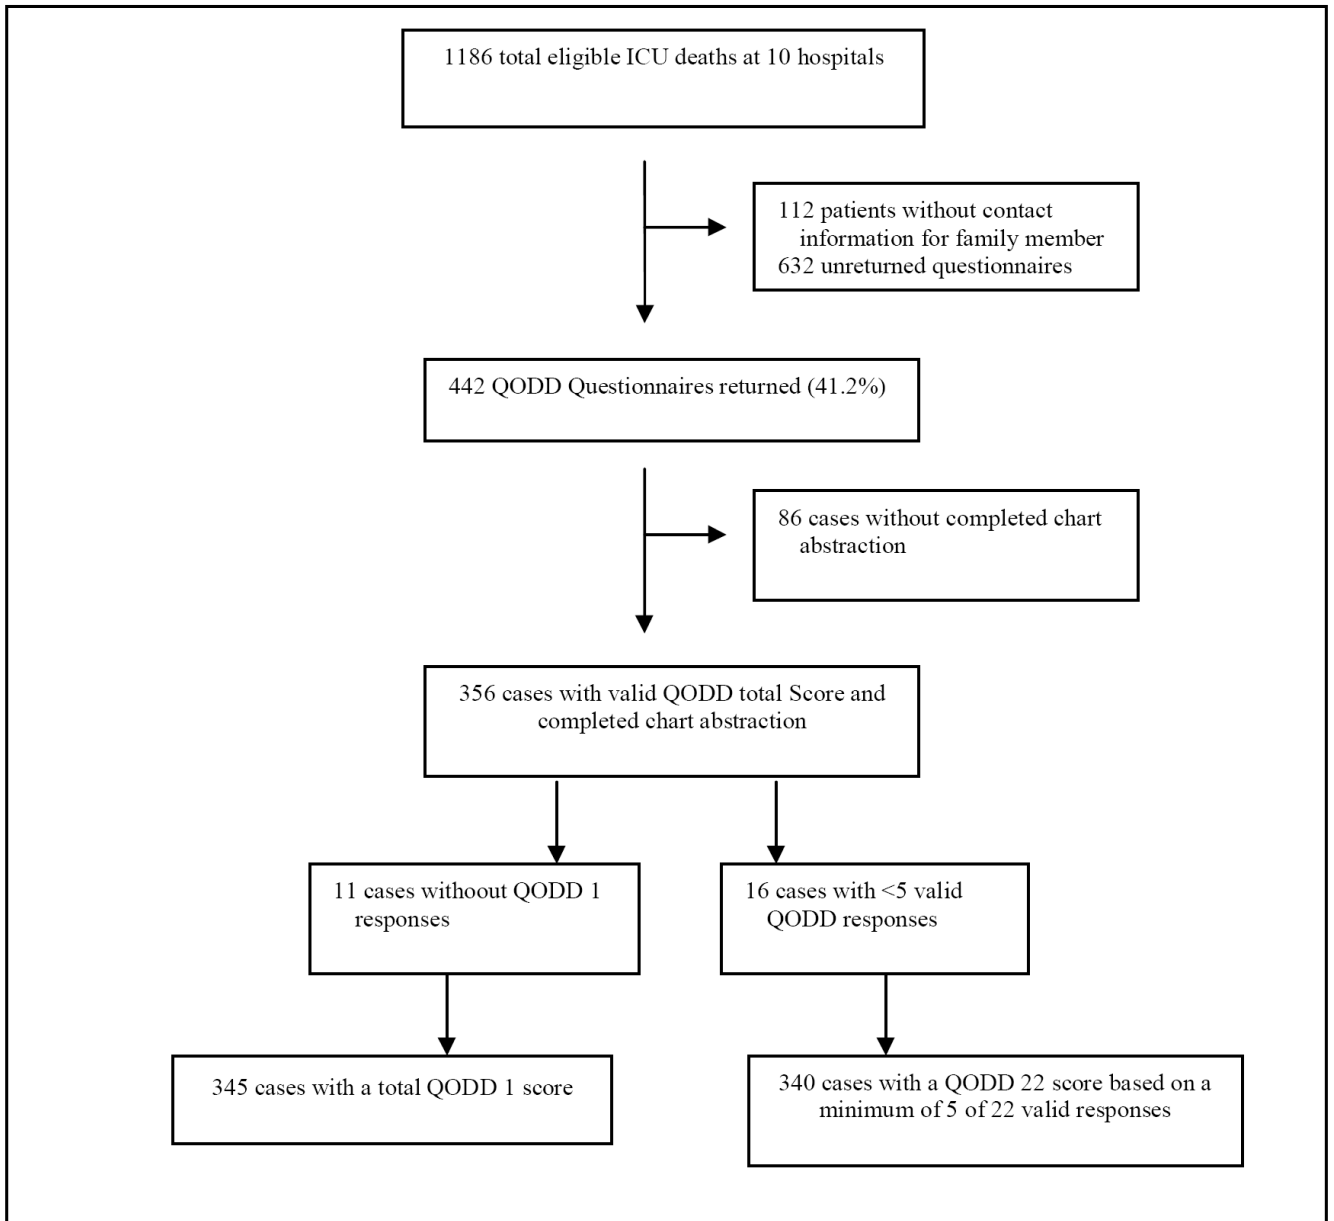 1186 total eligible ICU deaths at 10 hospitals
112 patients without contact
information for family member
632 unreturned questionnaires
442 QODD Questionnaires returned (41.2%)
86 cases without completed chart
abstraction
356 cases with valid QODD total Score and
completed chart abstraction
11 cases withoout QODD 1
responses
16 cases with <5 valid
QODD responses
345 cases with a total QODD 1 score
340 cases with a QODD 22 score based on a
minimum of 5 of 22 valid responses